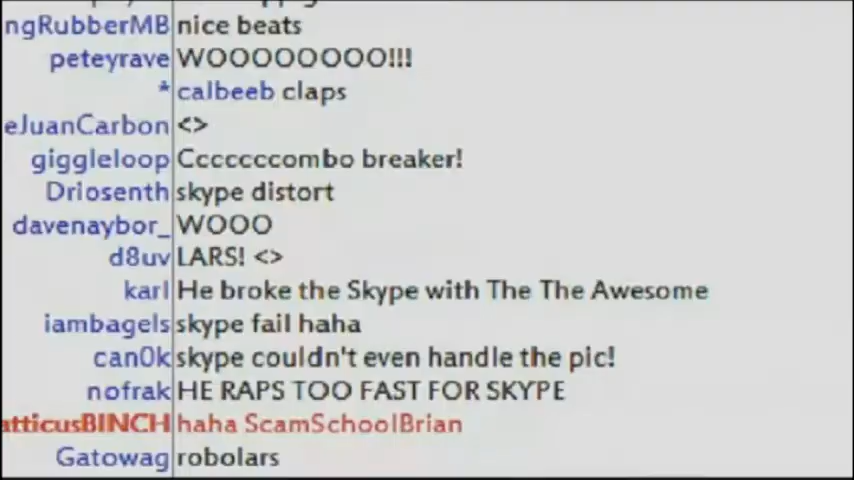 ngRubberMB nice beats
peteyrave WOOOOOOOO!!!
* calbeeb claps
eJuanCarbon <>
giggleloop Cccccccombo breaker!
Driosenth skype distort
davenaybor_ WOOO
d8uv LARS! <>
karl He broke the Skype with The The Awesome
iambagels skype fail haha
can0k skype couldn't even handle the pic!
nofrak HE RAPS TOO FAST FOR SKYPE
atticusBINCH haha ScamSchoolBrian
Gatowag robolars